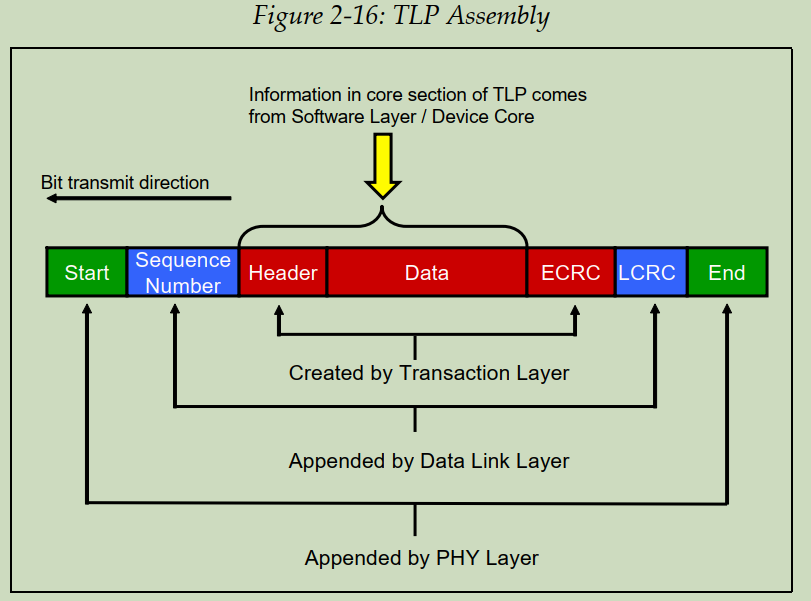 Figure 2-16: TLP Assembly
Information in core section of TLP comes
from Software Layer / Device Core
Bit transmit direction
Start
Sequence
Number
Header
Data
ECRC
LCRC
End
Created by Transaction Layer
Appended by Data Link Layer
Appended by PHY Layer